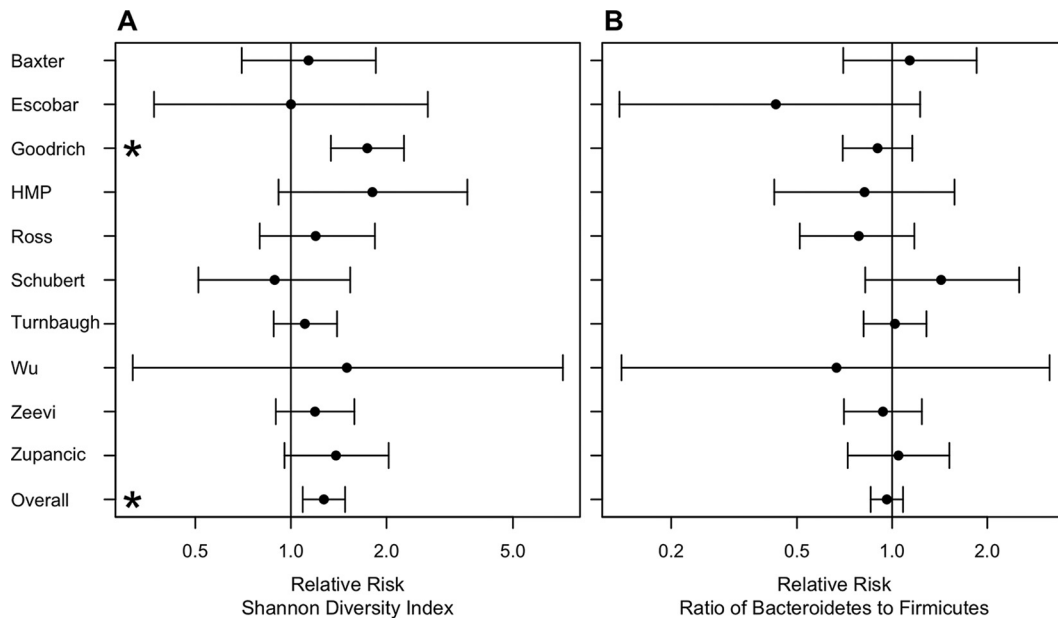 A B
Baxter
Escobar
Goodrich *
HMP
Ross
Schubert
Turnbaugh
Wu
Zeevi
Zupancic
Overall *
0.5 1.0 2.0 5.0 0.2 0.5 1.0 2.0
Relative Risk Relative Risk
Shannon Diversity Index Ratio of Bacteroidetes to Firmicutes